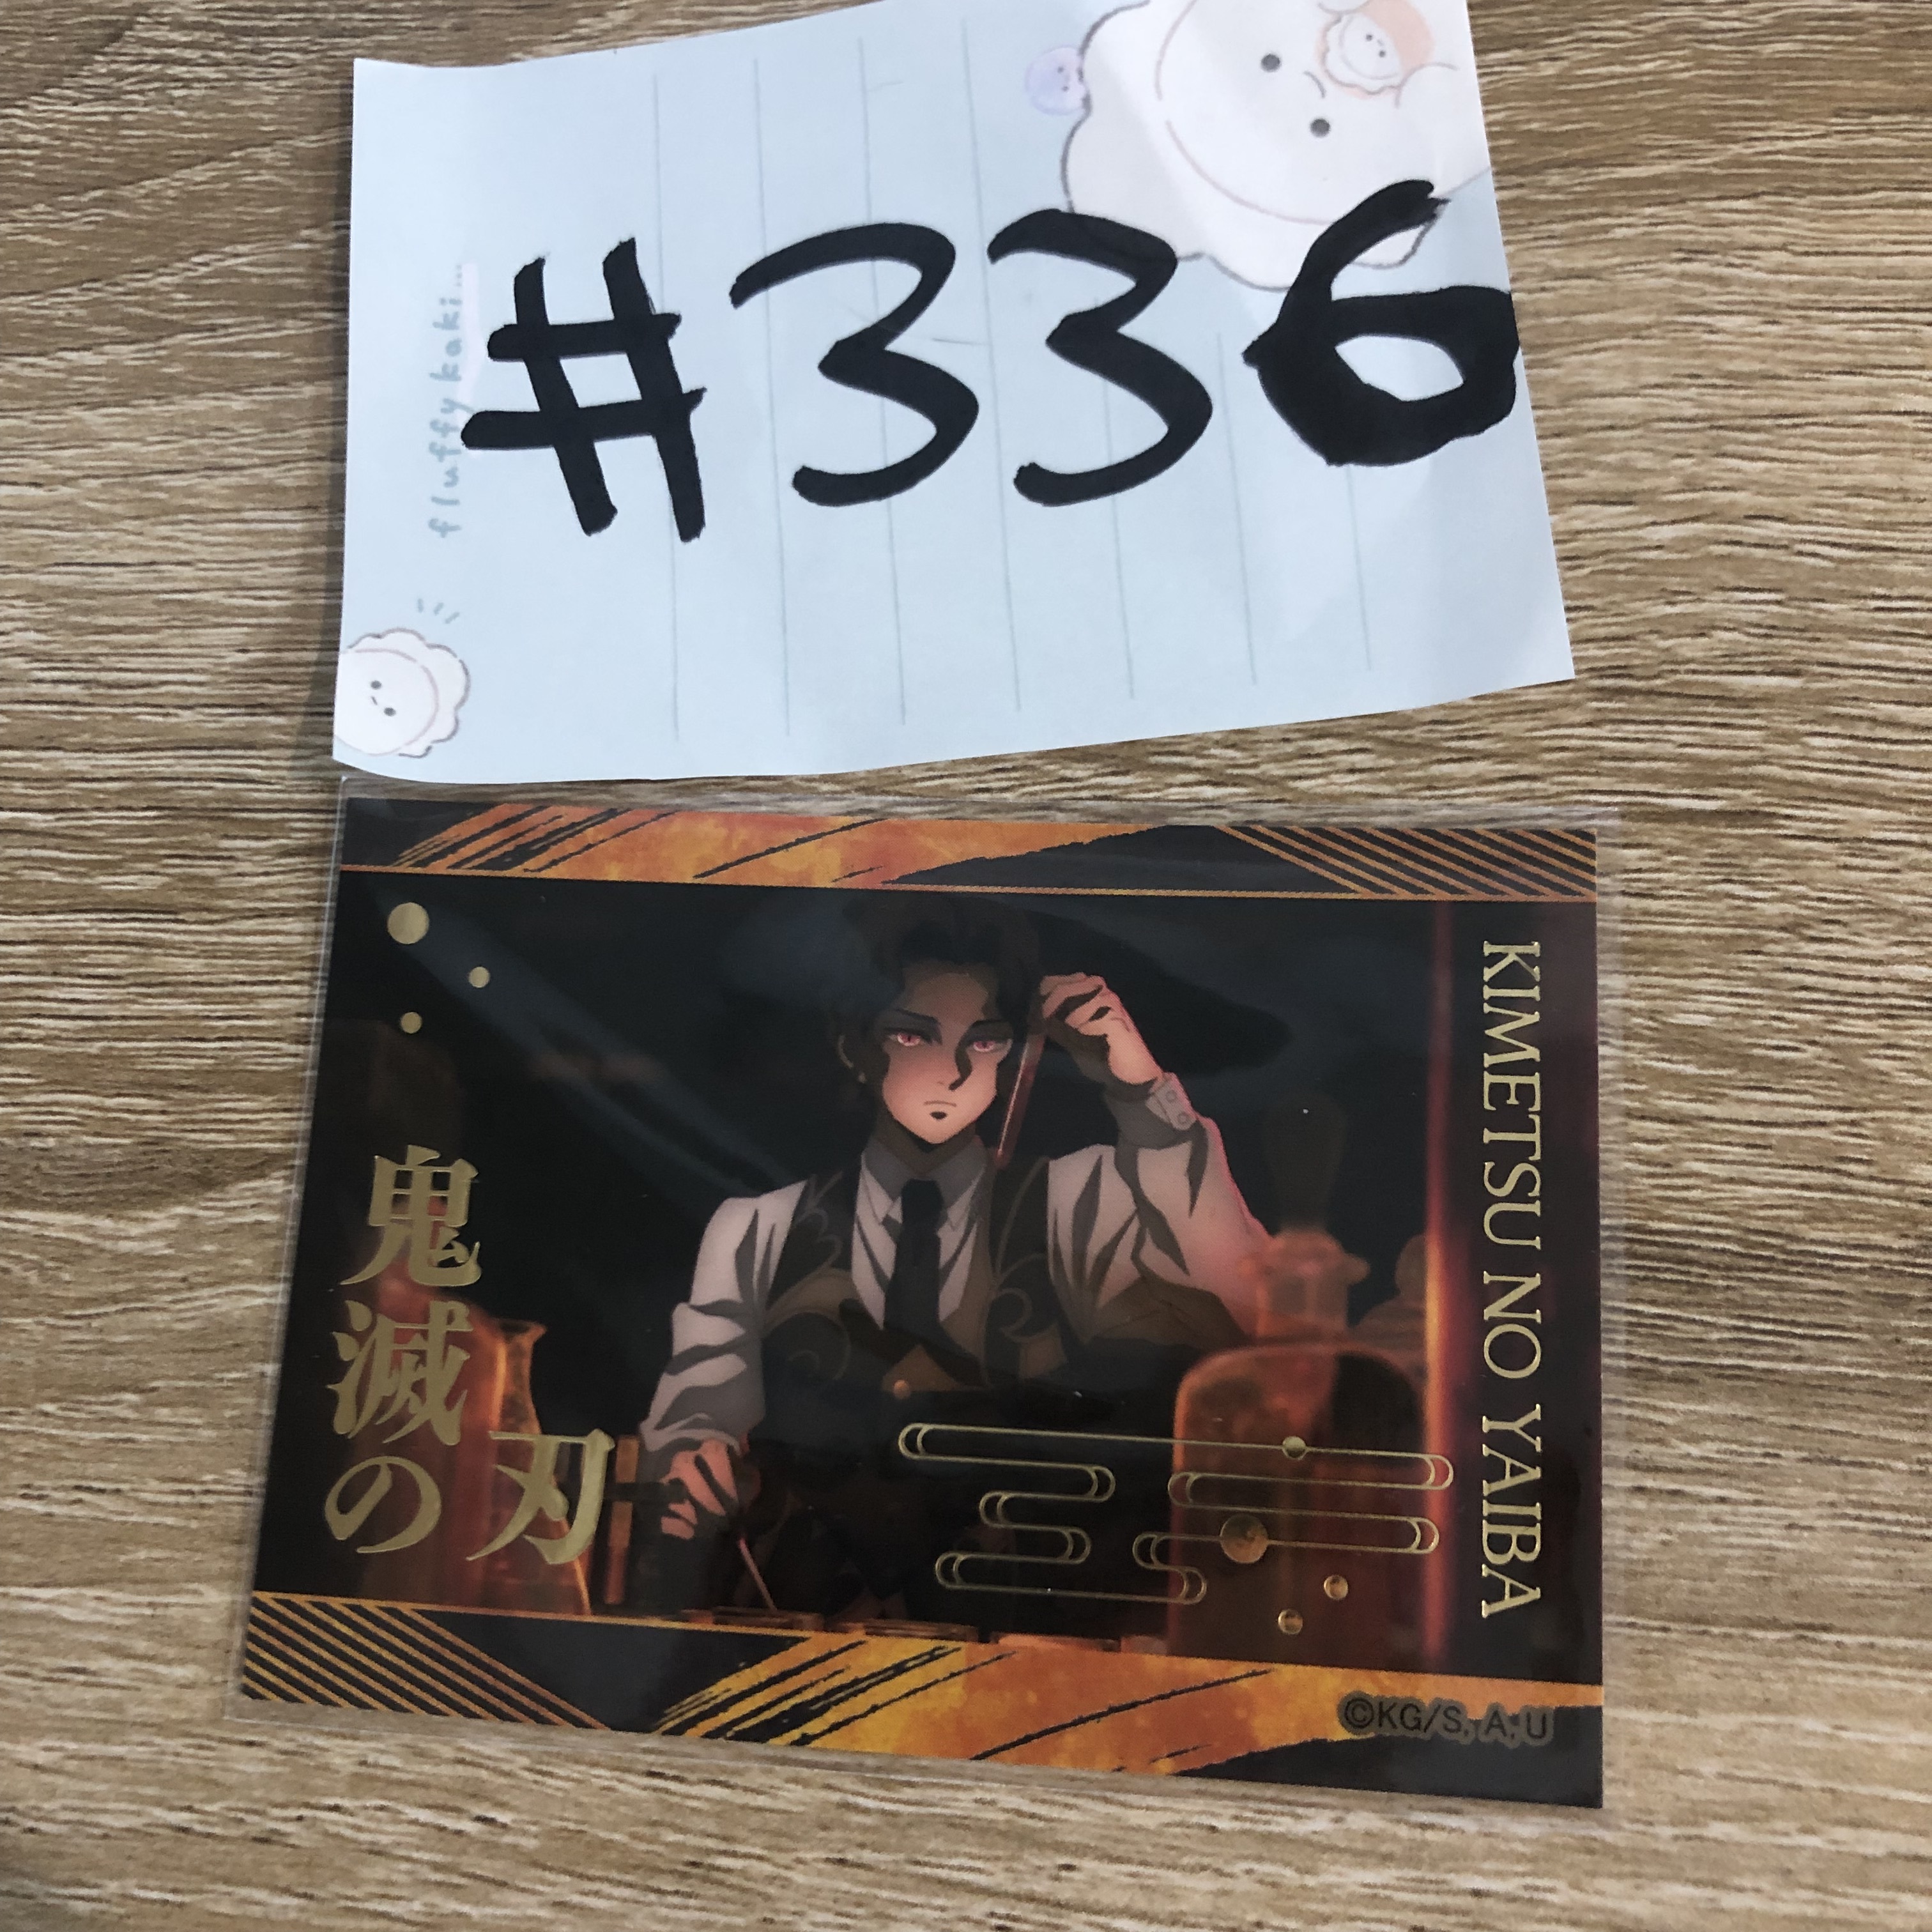 #336
fluffy kaki...
鬼滅の
刃
KIMETSU NO YAIBA
©KG/S, A, U